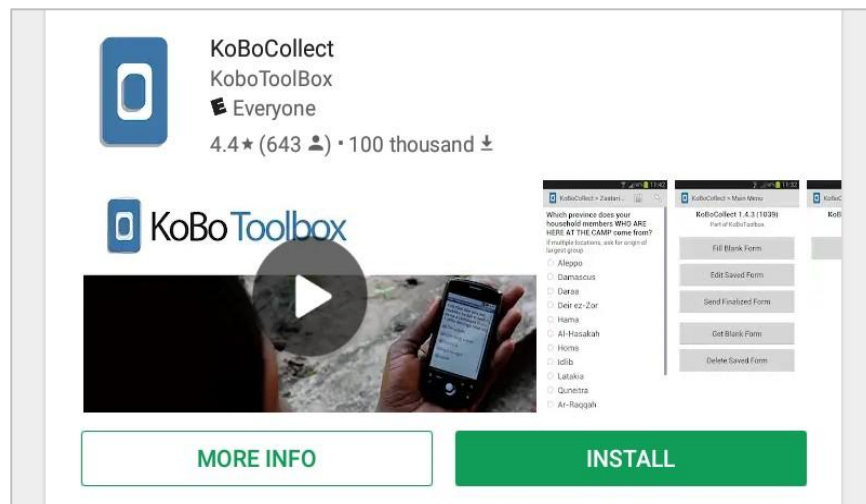 KoBoCollect
KoboToolBox
E Everyone
4.4★ (643 👤) • 100 thousand
KoBoToolbox
11:42
KoBoCollect > Zaatari...
Which province does your
household members WHO ARE
HERE AT THE CAMP come from?
If multiple locations, ask for origin of
largest group
Aleppo
Damascus
Daraa
Deir ez-Zor
Hama
Al-Hasakah
Homs
Idlib
Latakia
Quneitra
Ar-Raqqah
KoBoCollect > Main Menu
KoBoCollect 1.4.3 (1039)
Part of KoBoToolbox
Fill Blank Form
Edit Saved Form
Send Finalized Form
Get Blank Form
Delete Saved Form
MORE INFO
INSTALL